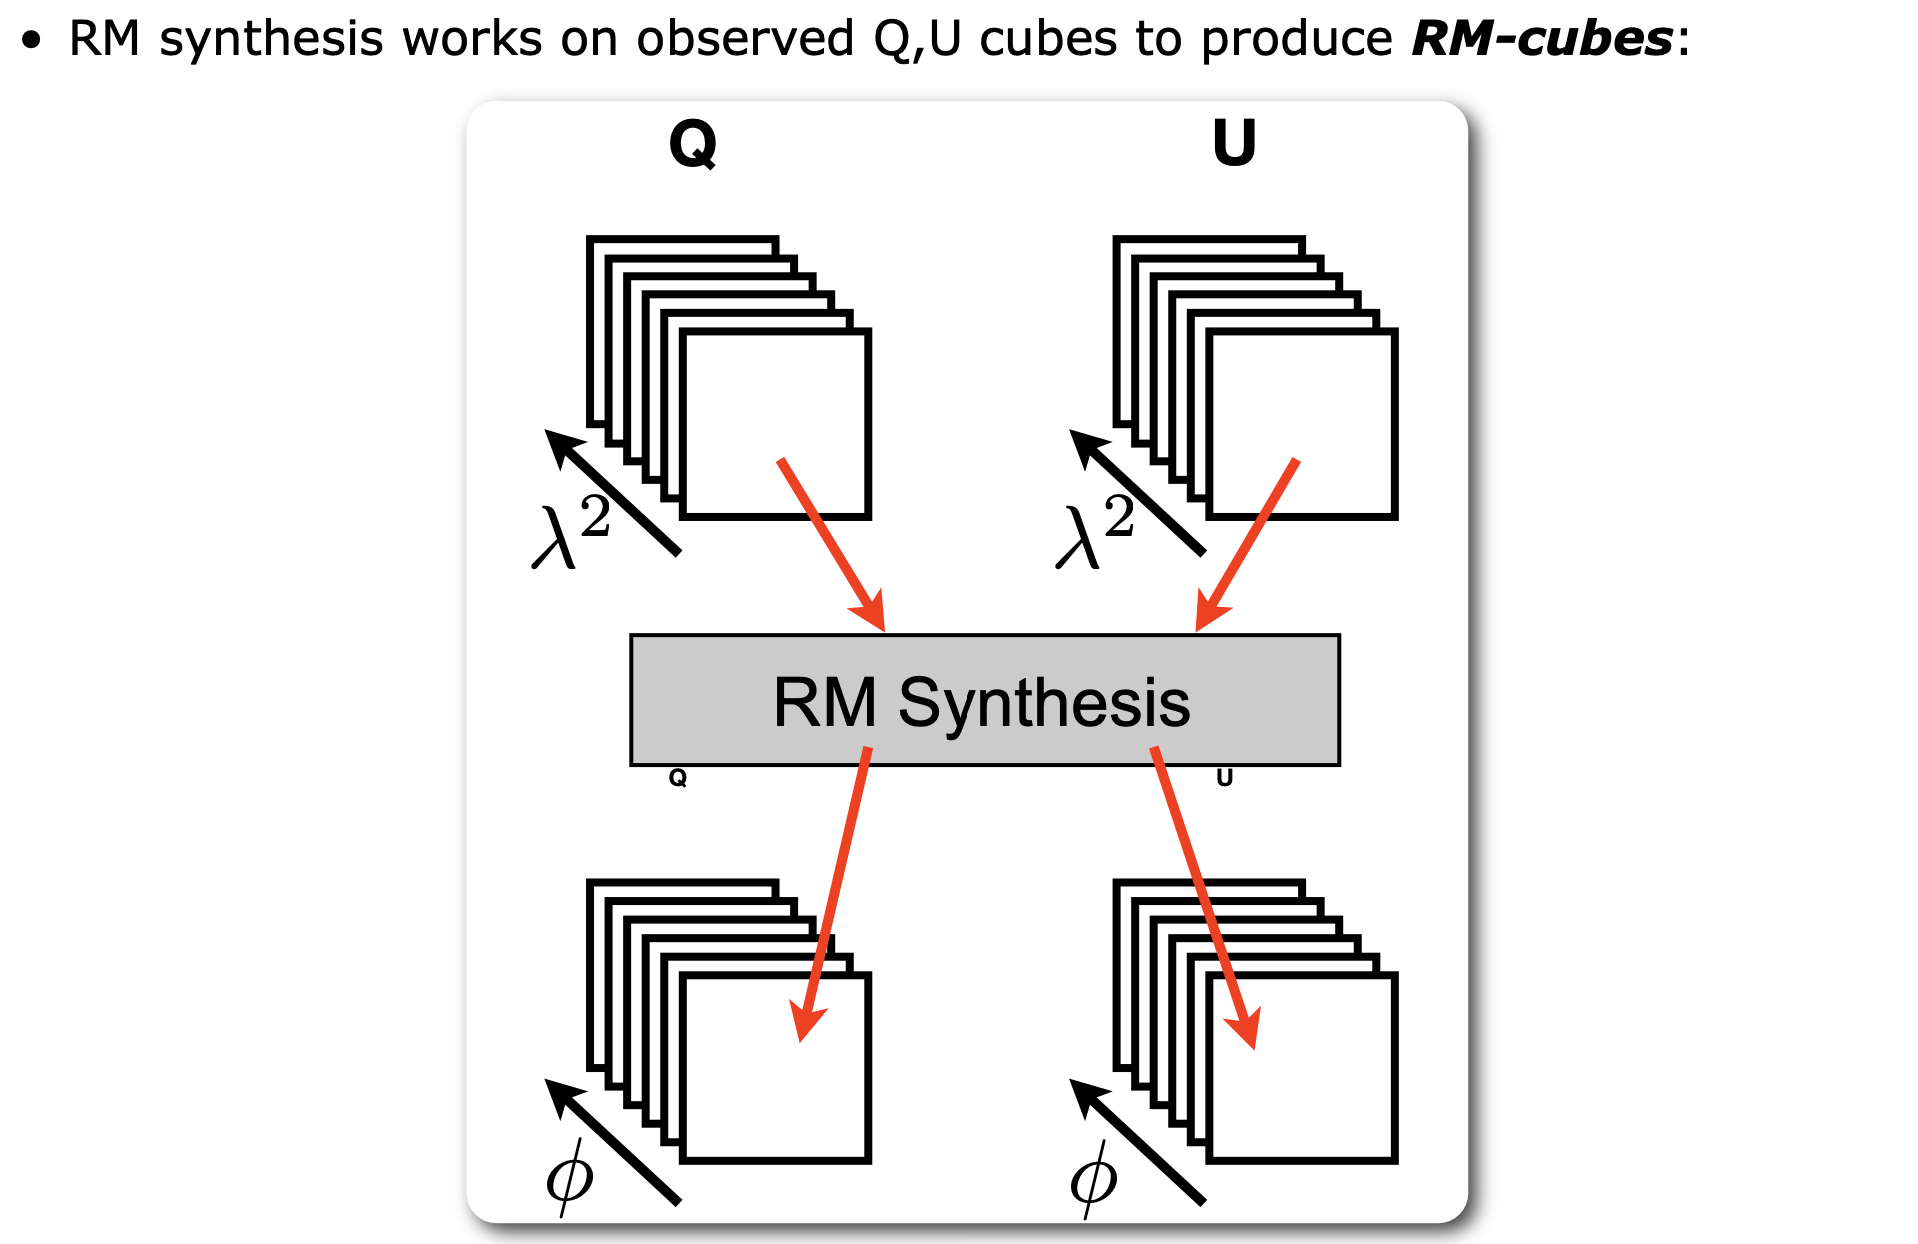 • RM synthesis works on observed Q,U cubes to produce RM-cubes:
Q U
λ² λ²
RM Synthesis
Q U
ϕ ϕ